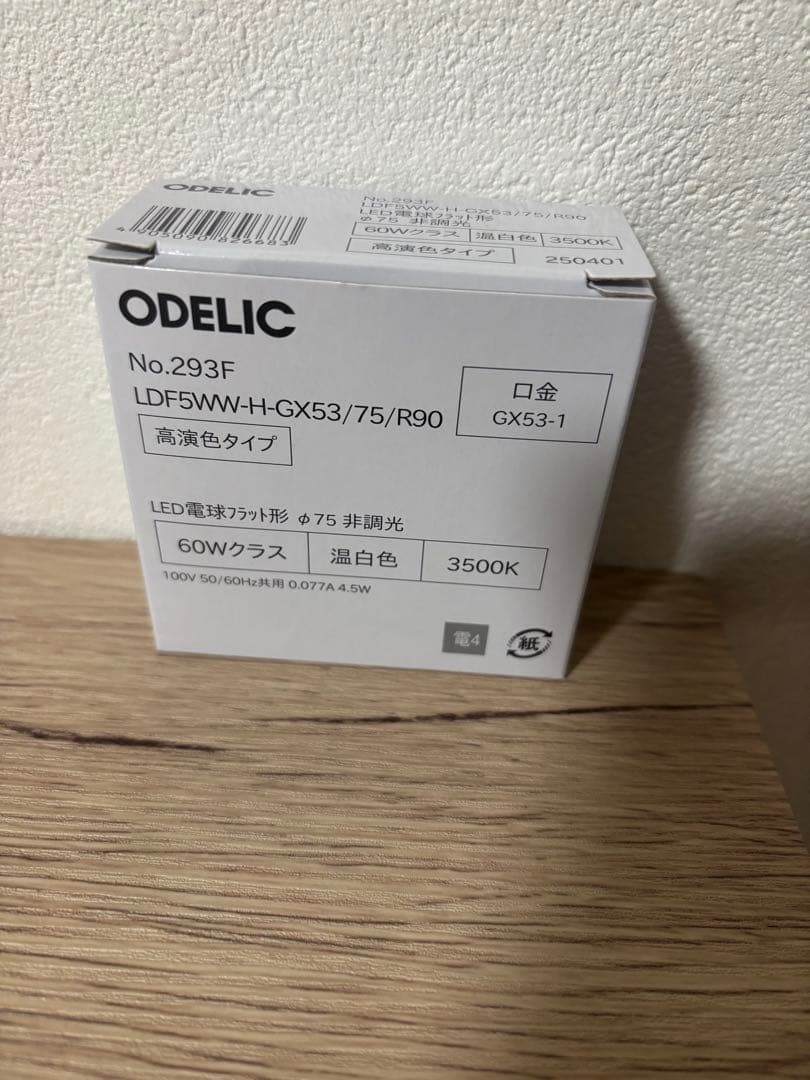 ODELIC
No.293F
LDF5WW-H-GX53/75/R90
LED電球フラット形
φ75 非調光
60Wクラス 温白色 3500K
高演色タイプ 250401
4 905090 826683
ODELIC
No.293F
LDF5WW-H-GX53/75/R90
高演色タイプ
口金
GX53-1
LED電球フラット形 φ75 非調光
60Wクラス 温白色 3500K
100V 50/60Hz共用 0.077A 4.5W
電4
紙